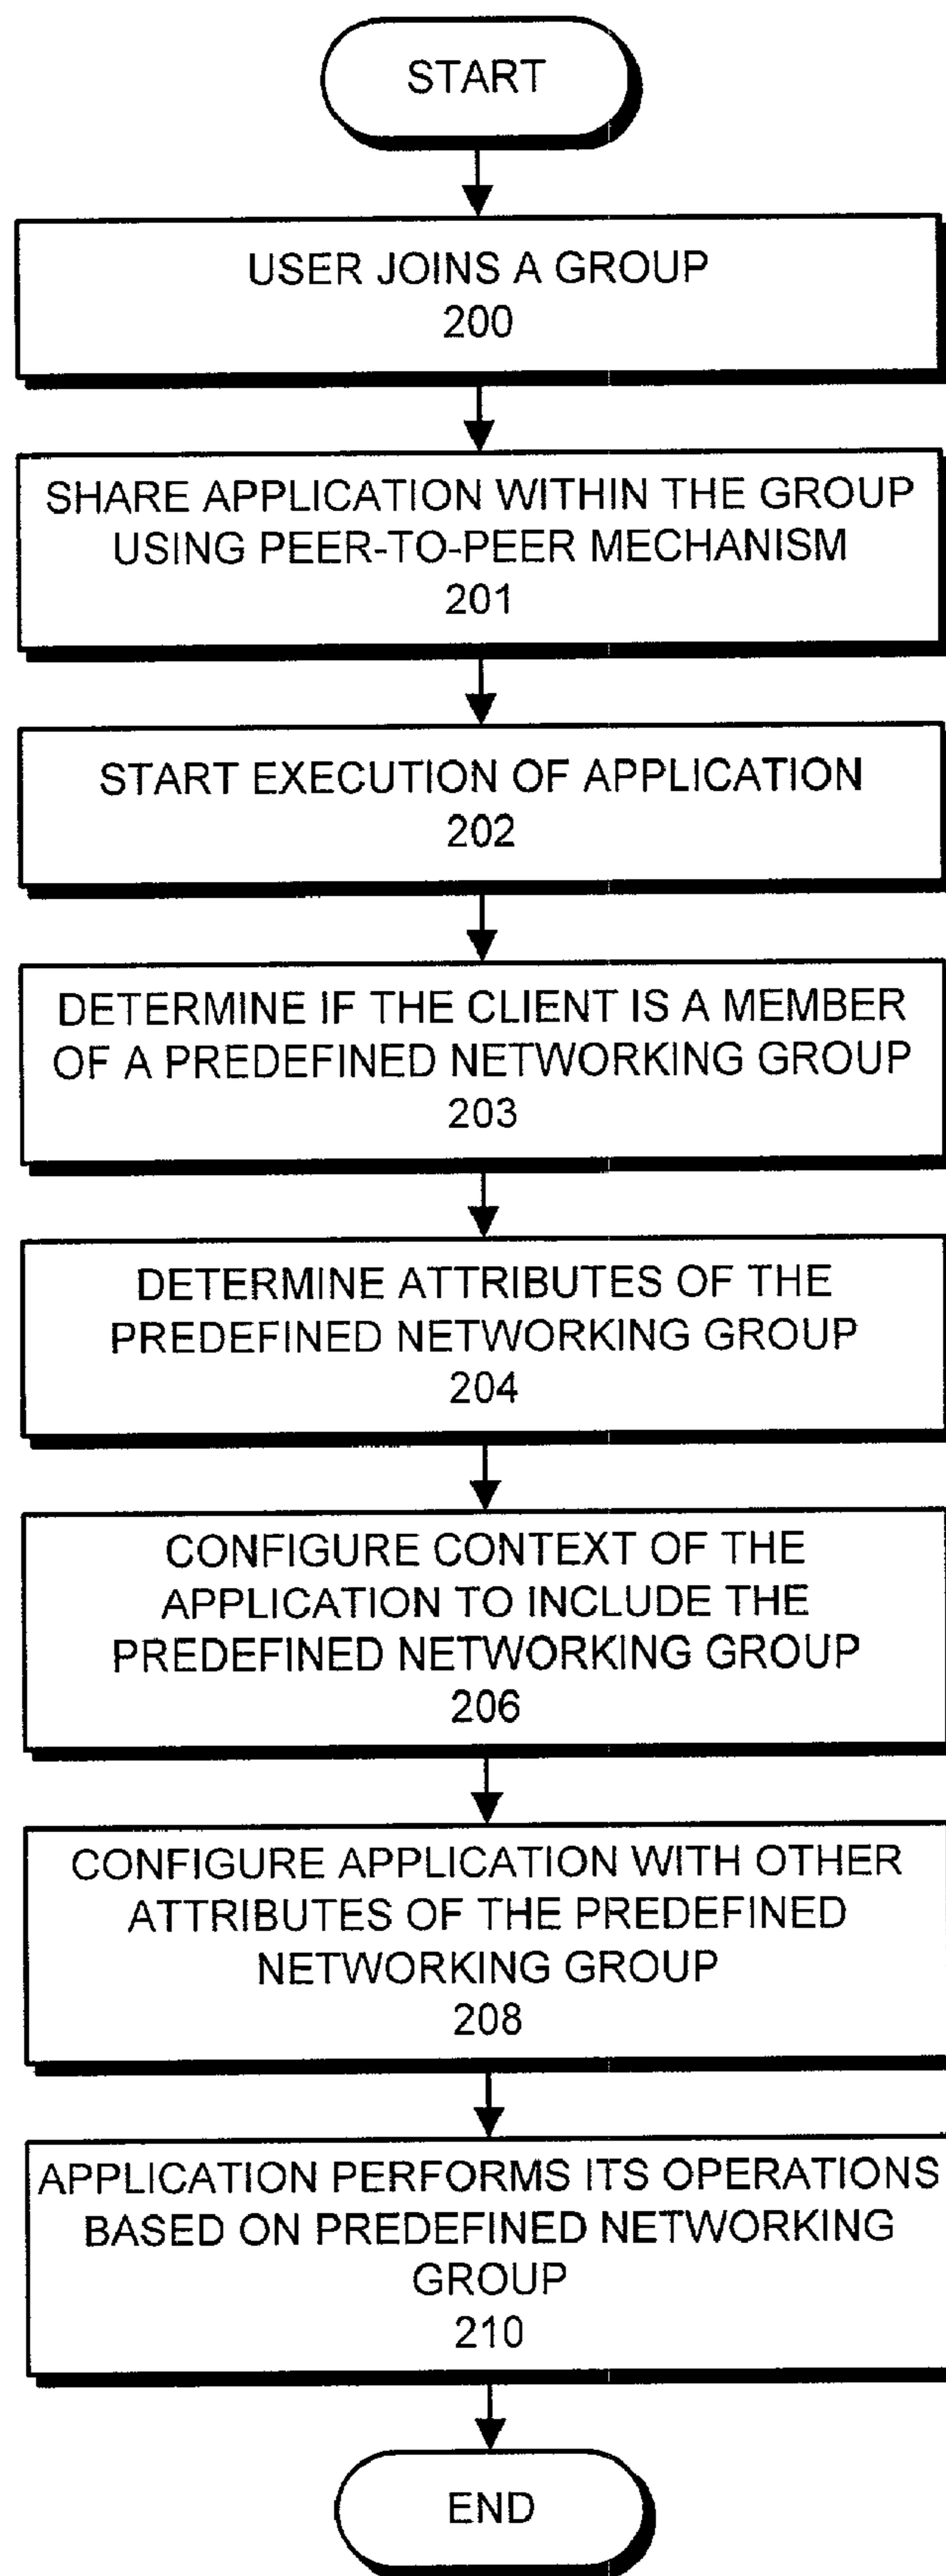 START
USER JOINS A GROUP
200
SHARE APPLICATION WITHIN THE GROUP
USING PEER-TO-PEER MECHANISM
201
START EXECUTION OF APPLICATION
202
DETERMINE IF THE CLIENT IS A MEMBER
OF A PREDEFINED NETWORKING GROUP
203
DETERMINE ATTRIBUTES OF THE
PREDEFINED NETWORKING GROUP
204
CONFIGURE CONTEXT OF THE
APPLICATION TO INCLUDE THE
PREDEFINED NETWORKING GROUP
206
CONFIGURE APPLICATION WITH OTHER
ATTRIBUTES OF THE PREDEFINED
NETWORKING GROUP
208
APPLICATION PERFORMS ITS OPERATIONS
BASED ON PREDEFINED NETWORKING
GROUP
210
END